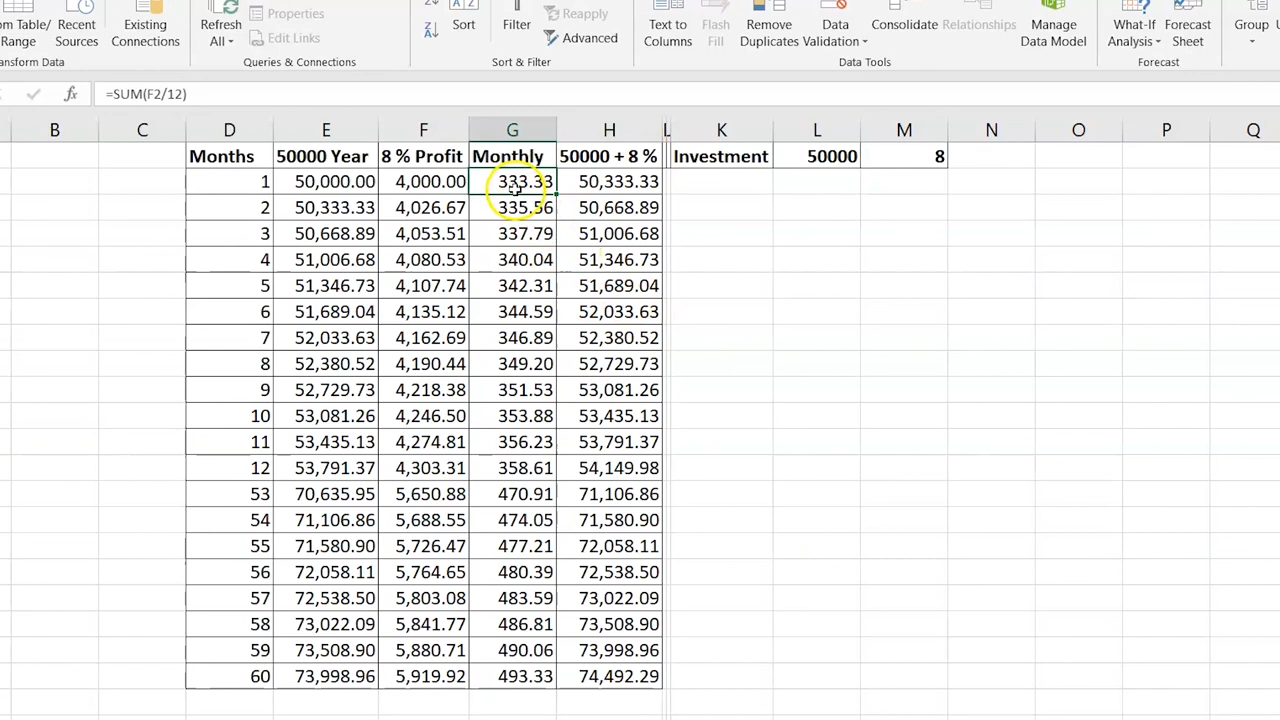 om Table/ Recent Existing Refresh Properties Sort Filter Reapply Text to Flash Remove Data Consolidate Relationships Manage What-If Forecast Group
Range Sources Connections All Edit Links Advanced Columns Fill Duplicates Validation Data Model Analysis Sheet
ansform Data Queries & Connections Sort & Filter Data Tools Forecast
fx =SUM(F2/12)
B C D E F G H L K L M N O P Q
Months 50000 Year 8 % Profit Monthly 50000 + 8 % Investment 50000 8
1 50,000.00 4,000.00 333.33 50,333.33
2 50,333.33 4,026.67 335.56 50,668.89
3 50,668.89 4,053.51 337.79 51,006.68
4 51,006.68 4,080.53 340.04 51,346.73
5 51,346.73 4,107.74 342.31 51,689.04
6 51,689.04 4,135.12 344.59 52,033.63
7 52,033.63 4,162.69 346.89 52,380.52
8 52,380.52 4,190.44 349.20 52,729.73
9 52,729.73 4,218.38 351.53 53,081.26
10 53,081.26 4,246.50 353.88 53,435.13
11 53,435.13 4,274.81 356.23 53,791.37
12 53,791.37 4,303.31 358.61 54,149.98
53 70,635.95 5,650.88 470.91 71,106.86
54 71,106.86 5,688.55 474.05 71,580.90
55 71,580.90 5,726.47 477.21 72,058.11
56 72,058.11 5,764.65 480.39 72,538.50
57 72,538.50 5,803.08 483.59 73,022.09
58 73,022.09 5,841.77 486.81 73,508.90
59 73,508.90 5,880.71 490.06 73,998.96
60 73,998.96 5,919.92 493.33 74,492.29